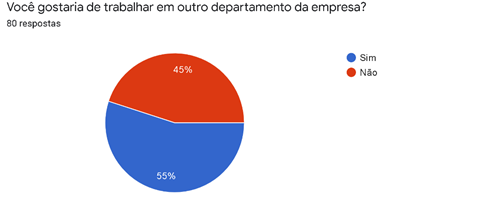 Você gostaria de trabalhar em outro departamento da empresa?
80 respostas
45%
Sim
Não
55%